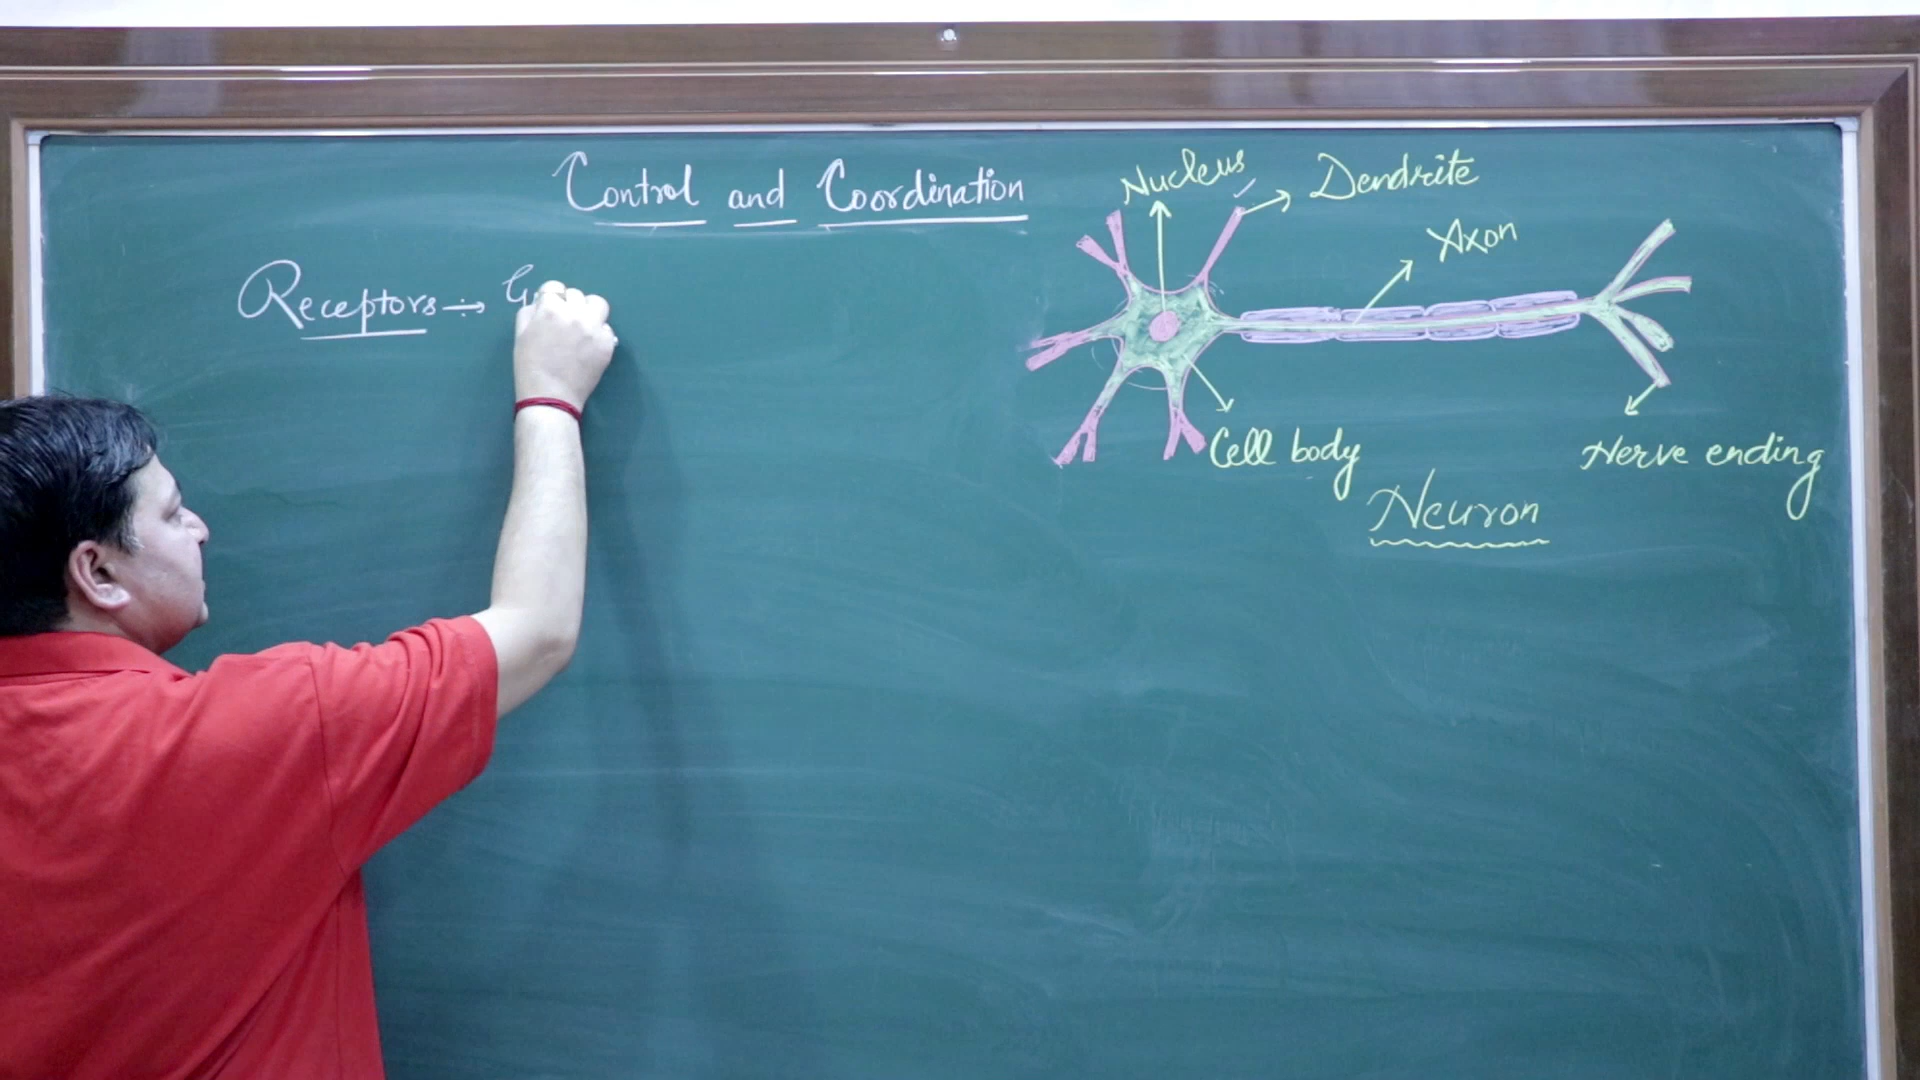 Control and Coordination
Receptors
Nucleus
Dendrite
Axon
Cell body
Nerve ending
Neuron